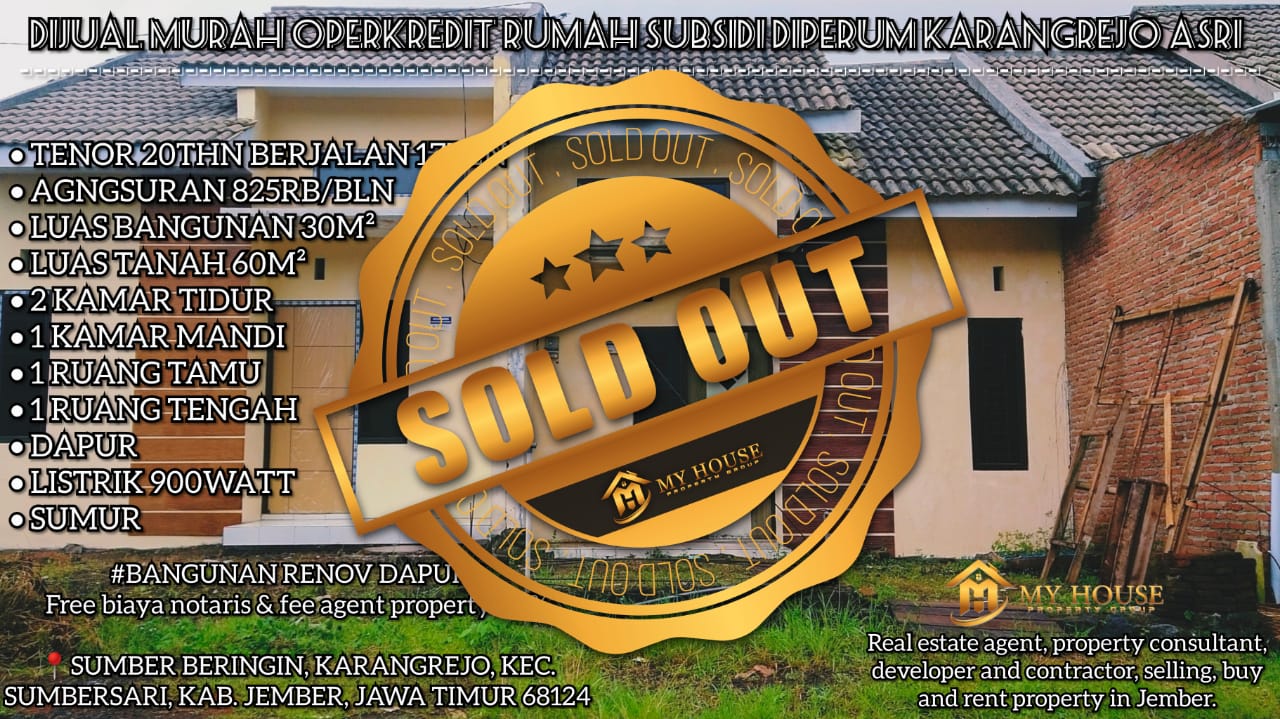 DIJUAL MURAH OPERKREDIT RUMAH SUBSIDI DIPERUM KARANGREJO ASRI
• TENOR 20THN BERJALAN
• AGNGSURAN 825RB/BLN
• LUAS BANGUNAN 30M²
• LUAS TANAH 60M²
• 2 KAMAR TIDUR
• 1 KAMAR MANDI
• 1 RUANG TAMU
• 1 RUANG TENGAH
• DAPUR
• LISTRIK 900WATT
• SUMUR
#BANGUNAN RENOV DAPUR
Free biaya notaris & fee agent property
📍 SUMBER BERINGIN, KARANGREJO, KEC.
SUMBERSARI, KAB. JEMBER, JAWA TIMUR 68124
SOLD OUT . SOLD OUT . SOLD OUT
SOLD OUT
MY HOUSE
PROPERTY GROUP
SOLD OUT SOLD OUT
MY HOUSE
PROPERTY GROUP
Real estate agent, property consultant,
developer and contractor, selling, buy
and rent property in Jember.